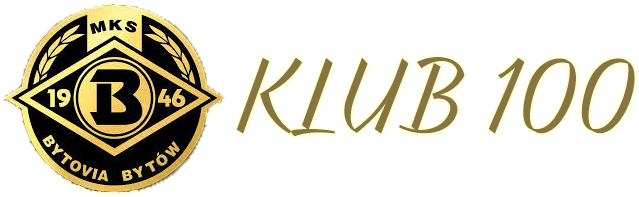 MKS
B
19 46
BYTOVIA BYTÓW
KLUB 100